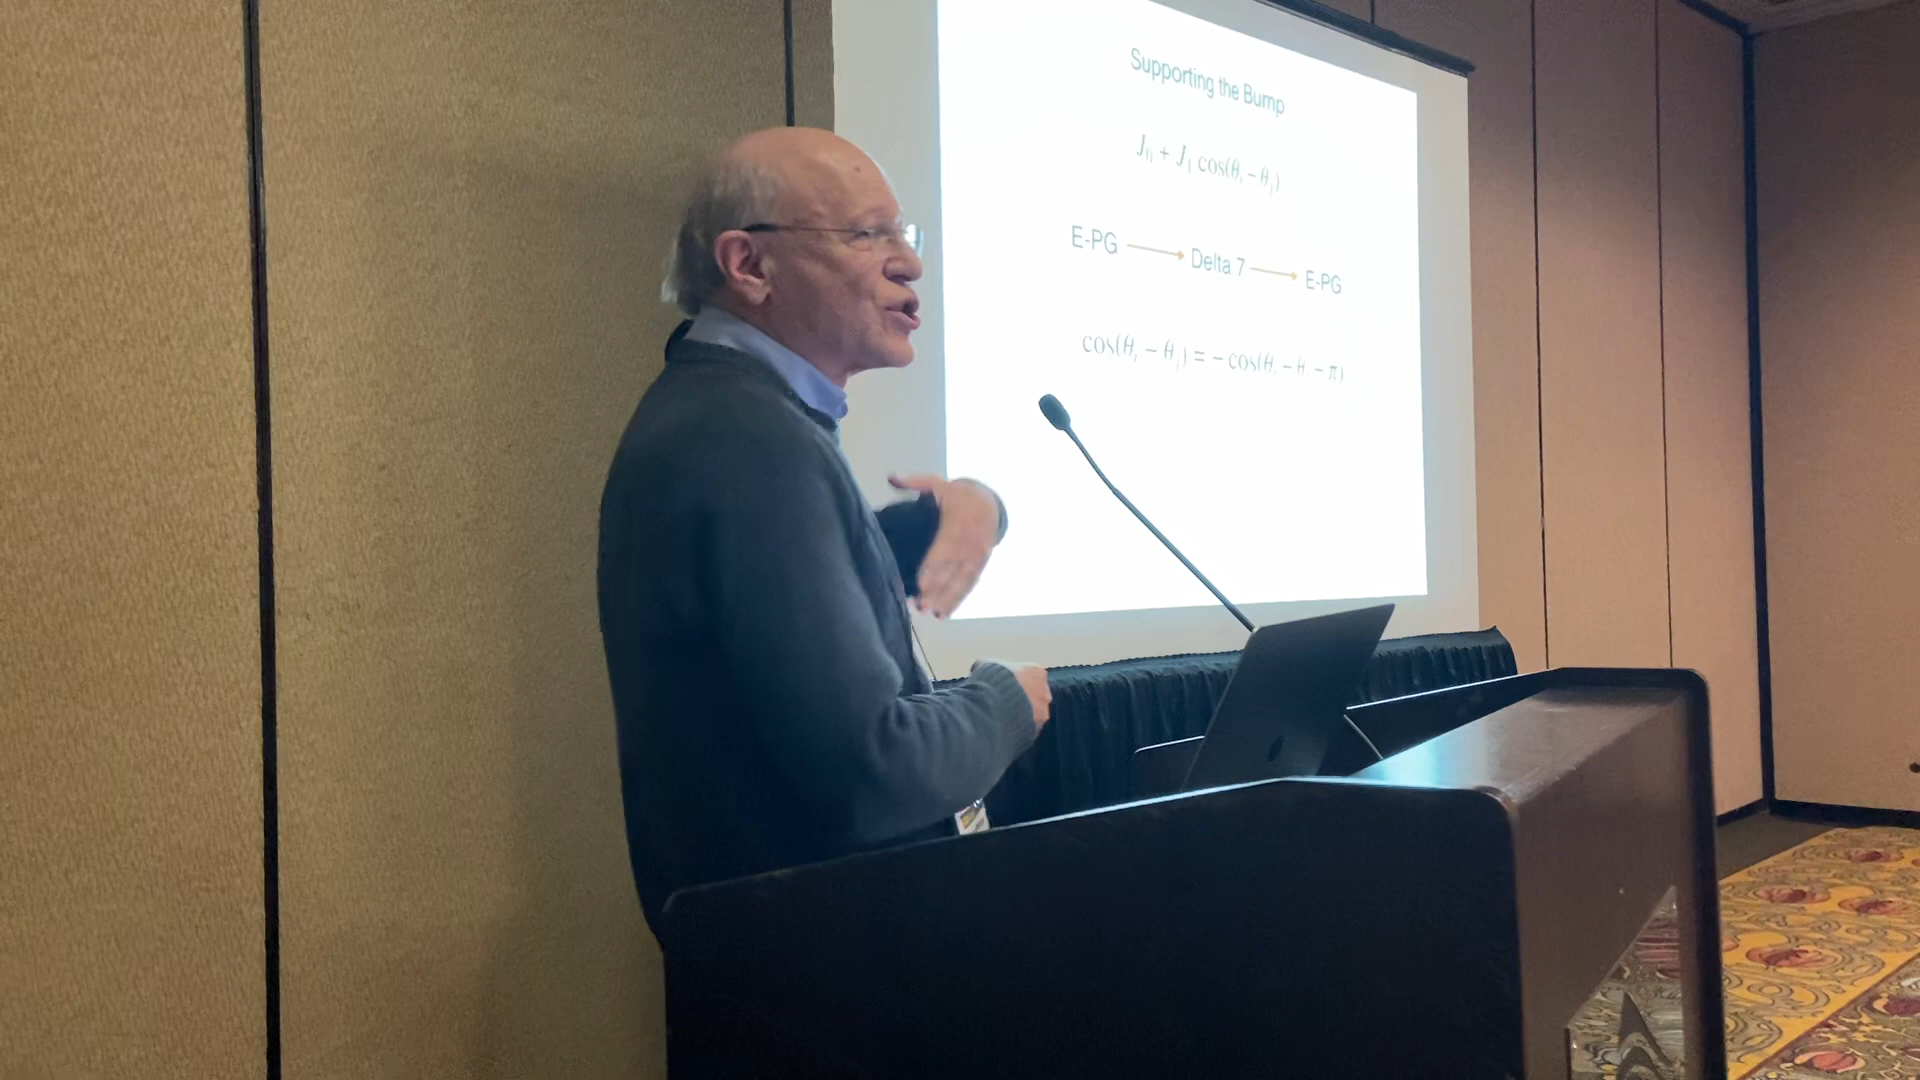 Supporting the Bump
J₀ + J₁ cos(θᵢ − θⱼ)
E-PG → Delta 7 → E-PG
cos(θᵢ − θⱼ) = − cos(θᵢ − θⱼ − π)